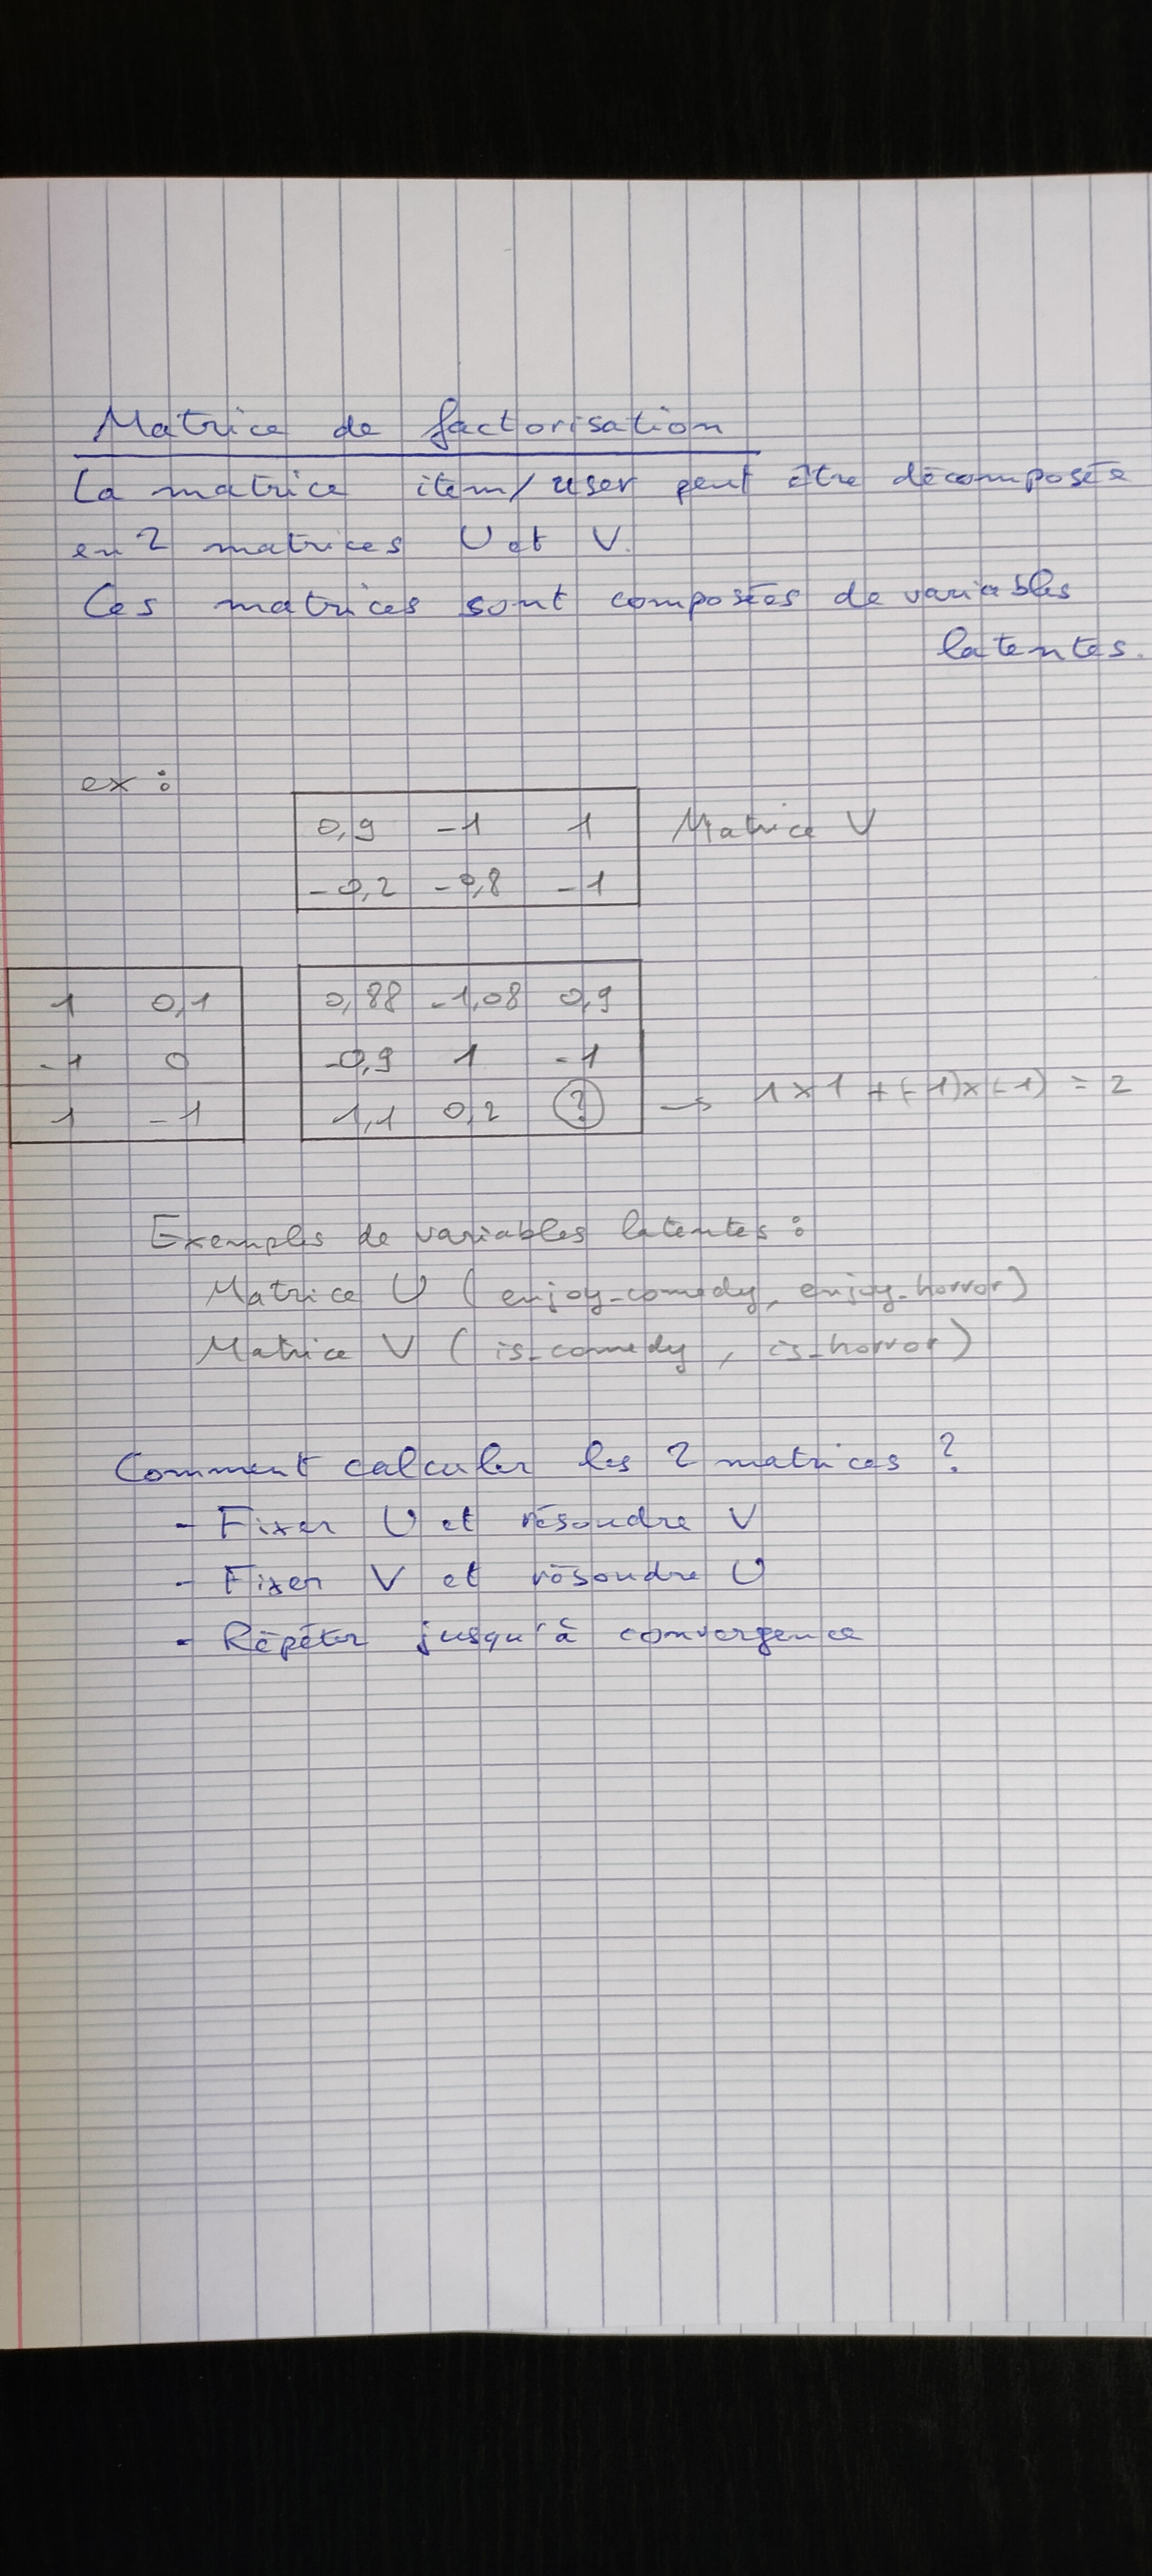 Matrice de factorisation
La matrice item/user peut être décomposée
en 2 matrices U et V.
Ces matrices sont composées de variables
latentes.
ex :
0,9 -1 1 Matrice V
-0,2 -0,8 -1
1 0,1 0,88 -1,08 0,9
-1 0 -0,9 1 -1
1 -1 1,1 0,2 ? → 1x1 + (-1)x(-1) = 2
Exemples de variables latentes :
Matrice U (enjoy-comedy, enjoy-horror)
Matrice V (is-comedy, is-horror)
Comment calculer les 2 matrices ?
- Fixer U et résoudre V
- Fixer V et résoudre U
- Répéter jusqu'à convergence